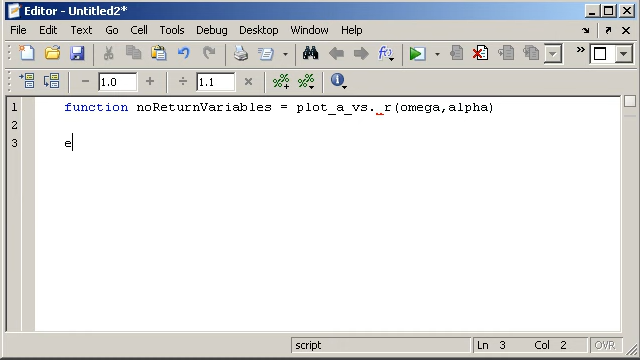 Editor - Untitled2*
File Edit Text Go Cell Tools Debug Desktop Window Help
1.0 1.1
1 function noReturnVariables = plot_a_vs._r(omega,alpha)
2
3 e
script Ln 3 Col 2 OVR